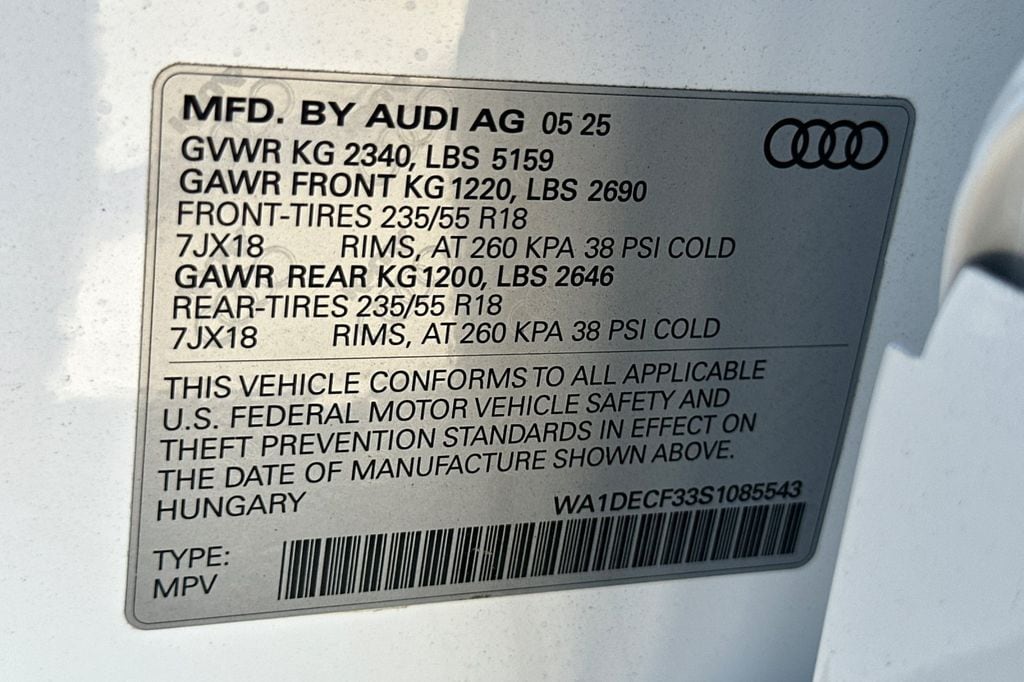 MFD. BY AUDI AG 05 25
GVWR KG 2340, LBS 5159
GAWR FRONT KG 1220, LBS 2690
FRONT-TIRES 235/55 R18
7JX18 RIMS, AT 260 KPA 38 PSI COLD
GAWR REAR KG 1200, LBS 2646
REAR-TIRES 235/55 R18
7JX18 RIMS, AT 260 KPA 38 PSI COLD
THIS VEHICLE CONFORMS TO ALL APPLICABLE
U.S. FEDERAL MOTOR VEHICLE SAFETY AND
THEFT PREVENTION STANDARDS IN EFFECT ON
THE DATE OF MANUFACTURE SHOWN ABOVE.
HUNGARY WA1DECF33S1085543
TYPE:
MPV